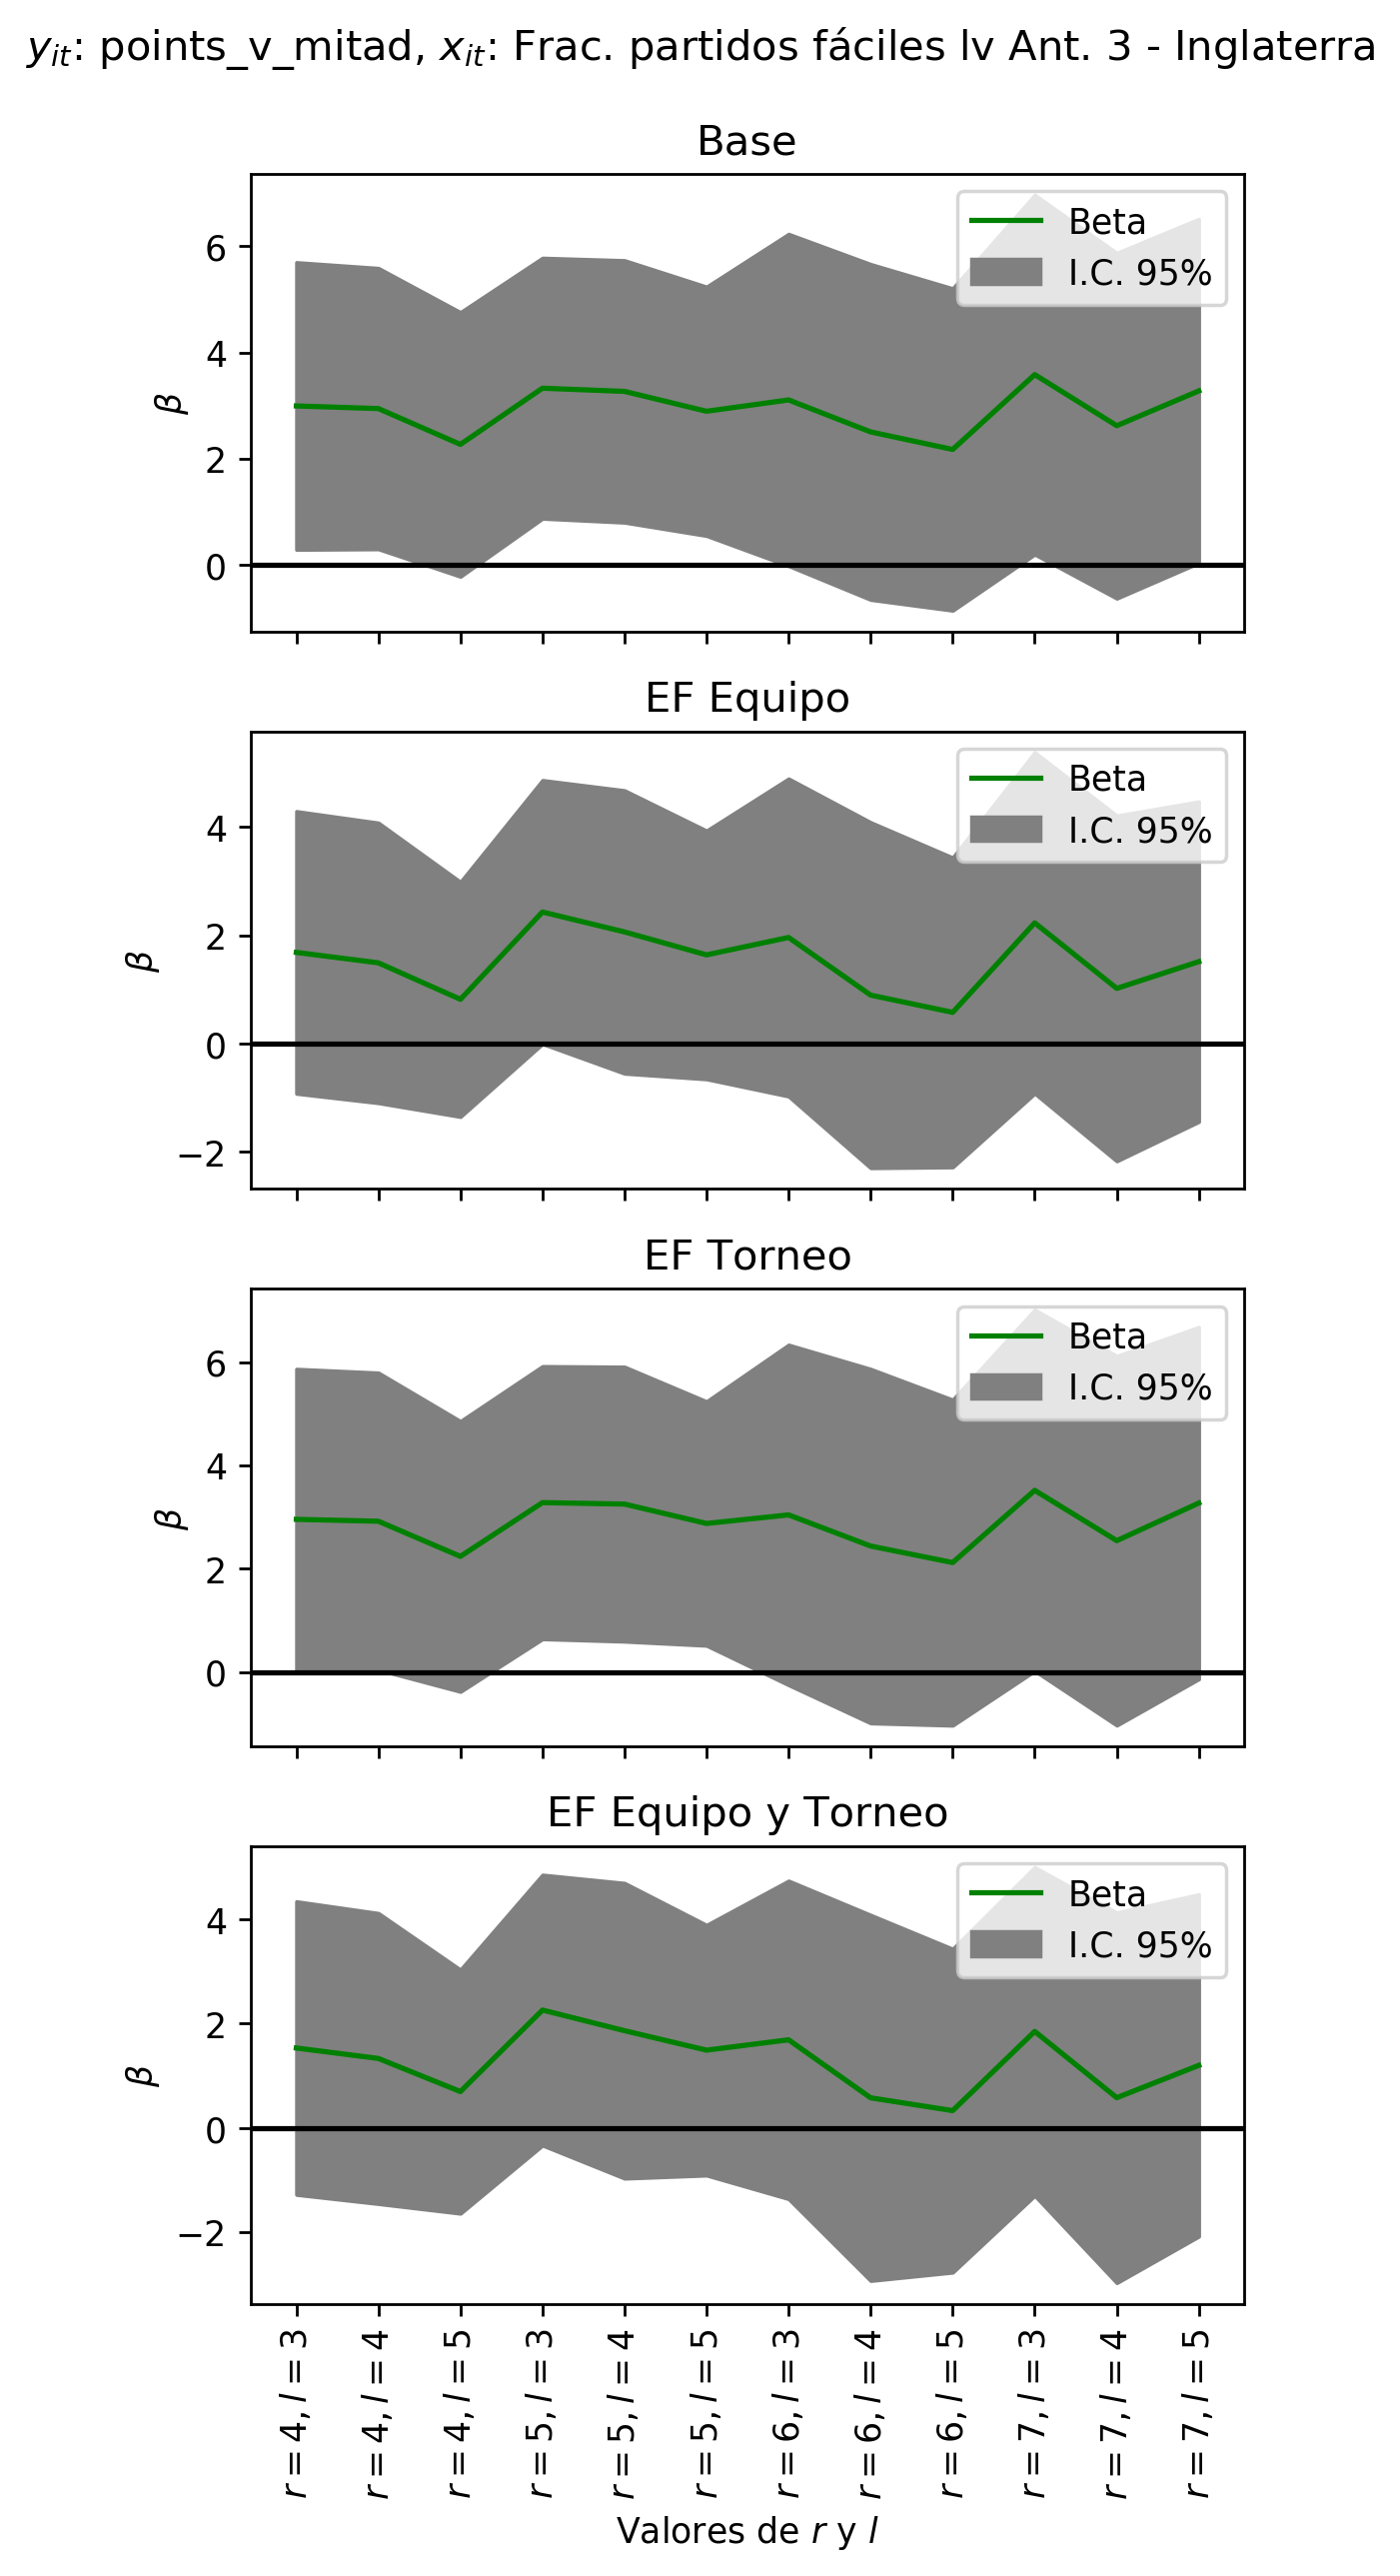 y_it: points_v_mitad, x_it: Frac. partidos fáciles lv Ant. 3 - Inglaterra
Base
Beta
I.C. 95%
6
4
2
0
β
EF Equipo
Beta
I.C. 95%
4
2
0
−2
β
EF Torneo
Beta
I.C. 95%
6
4
2
0
β
EF Equipo y Torneo
Beta
I.C. 95%
4
2
0
−2
β
r = 4, l = 3
r = 4, l = 4
r = 4, l = 5
r = 5, l = 3
r = 5, l = 4
r = 5, l = 5
r = 6, l = 3
r = 6, l = 4
r = 6, l = 5
r = 7, l = 3
r = 7, l = 4
r = 7, l = 5
Valores de r y l